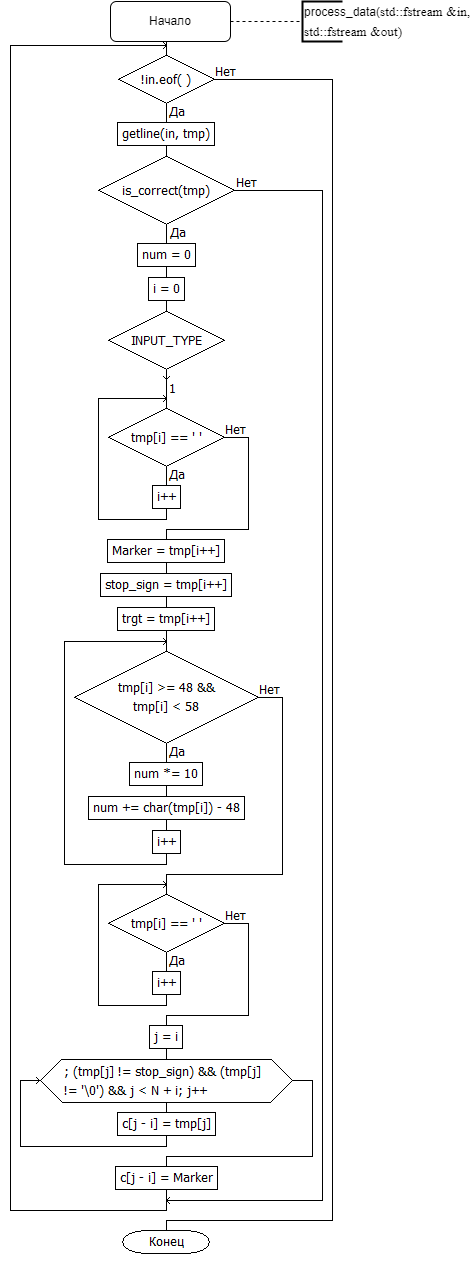 Начало
process_data(std::fstream &in,
std::fstream &out)
!in.eof( )
Нет
Да
getline(in, tmp)
is_correct(tmp)
Нет
Да
num = 0
i = 0
INPUT_TYPE
1
tmp[i] == ' '
Нет
Да
i++
Marker = tmp[i++]
stop_sign = tmp[i++]
trgt = tmp[i++]
tmp[i] >= 48 &&
tmp[i] < 58
Нет
Да
num *= 10
num += char(tmp[i]) - 48
i++
tmp[i] == ' '
Нет
Да
i++
j = i
; (tmp[j] != stop_sign) && (tmp[j]
!= '\0') && j < N + i; j++
c[j - i] = tmp[j]
c[j - i] = Marker
Конец